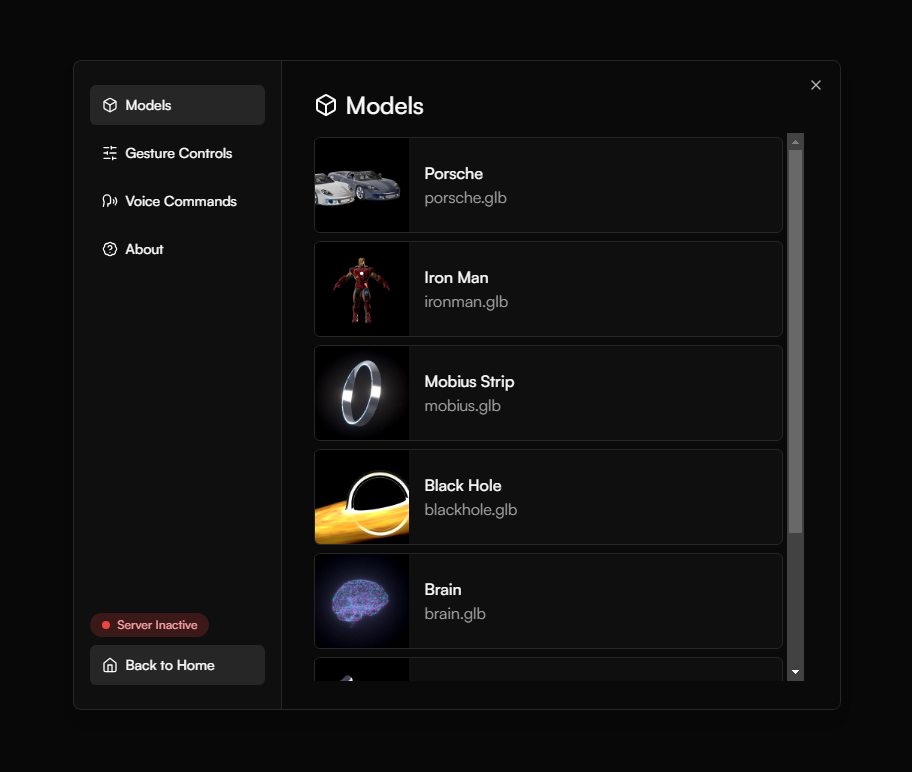 Models
Gesture Controls
Voice Commands
About
Server Inactive
Back to Home
Models
Porsche
porsche.glb
Iron Man
ironman.glb
Mobius Strip
mobius.glb
Black Hole
blackhole.glb
Brain
brain.glb